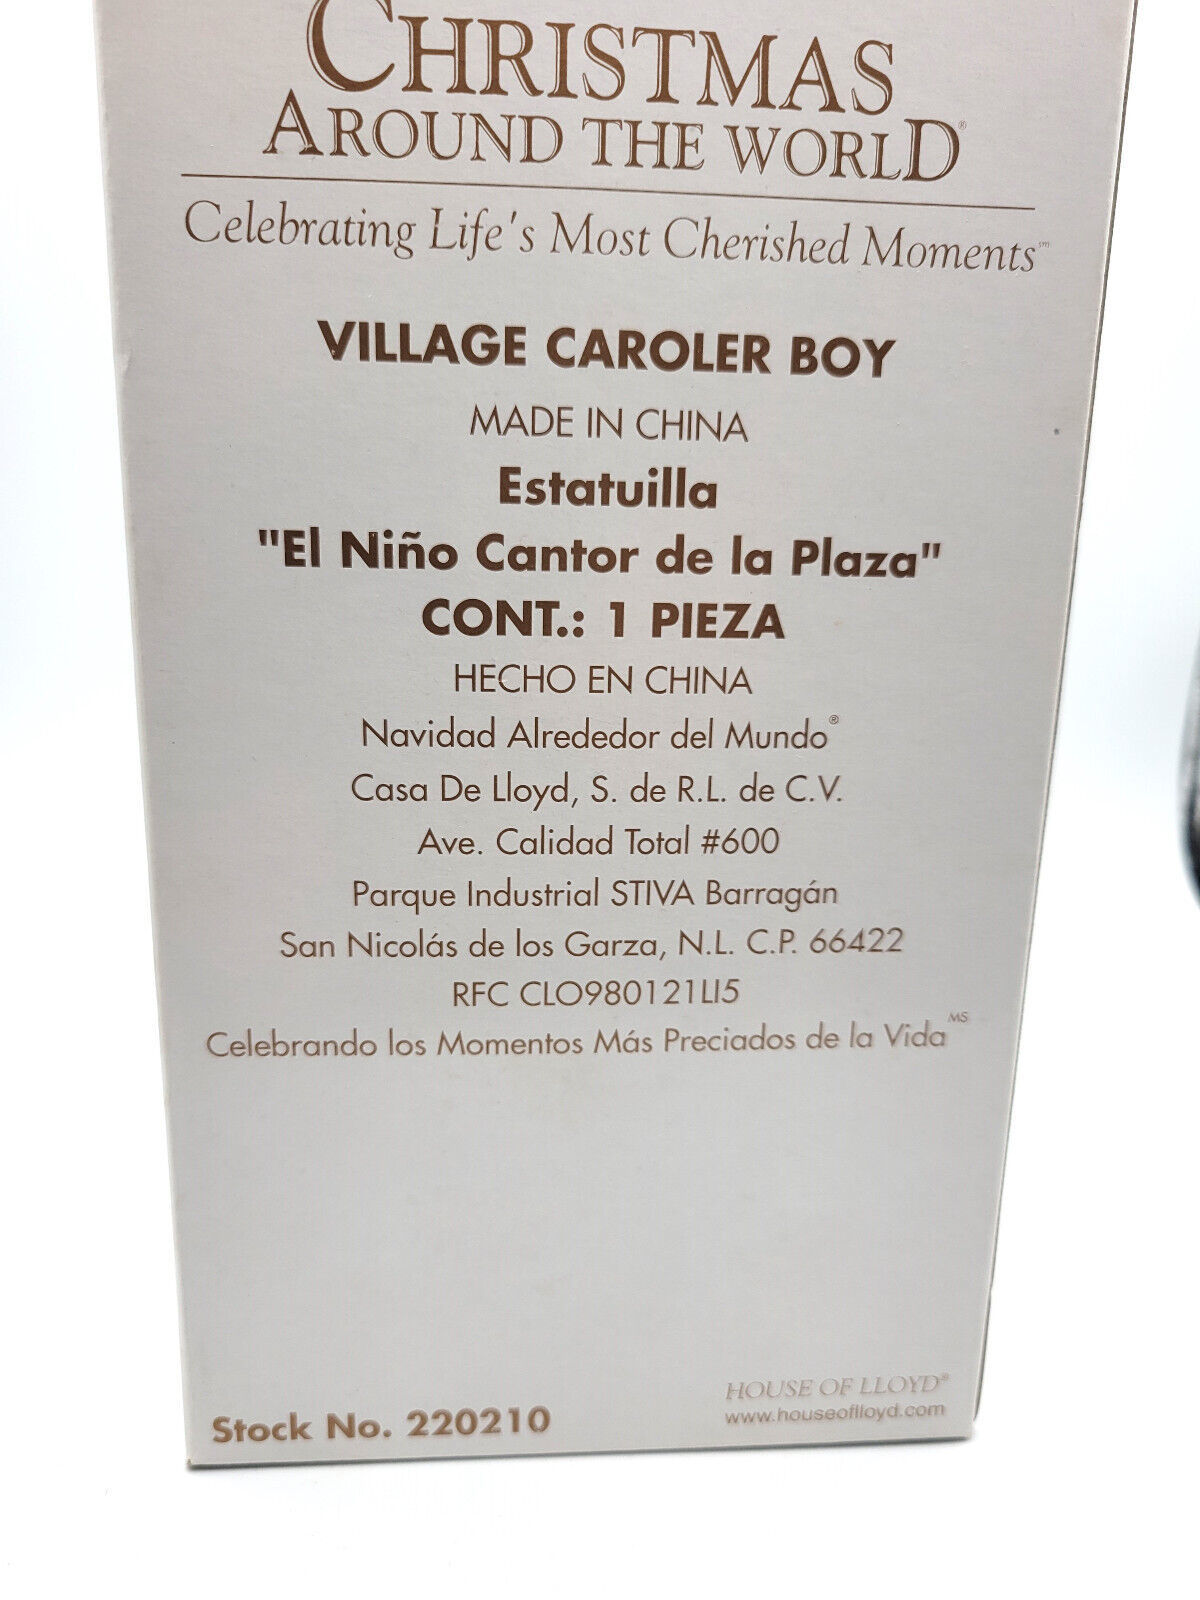 CHRISTMAS
AROUND THE WORLD®
Celebrating Life's Most Cherished Moments℠
VILLAGE CAROLER BOY
MADE IN CHINA
Estatuilla
"El Niño Cantor de la Plaza"
CONT.: 1 PIEZA
HECHO EN CHINA
Navidad Alrededor del Mundo®
Casa De Lloyd, S. de R.L. de C.V.
Ave. Calidad Total #600
Parque Industrial STIVA Barragán
San Nicolás de los Garza, N.L. C.P. 66422
RFC CLO980121LI5
Celebrando los Momentos Más Preciados de la Vida MS
HOUSE OF LLOYD®
www.houseoflloyd.com
Stock No. 220210